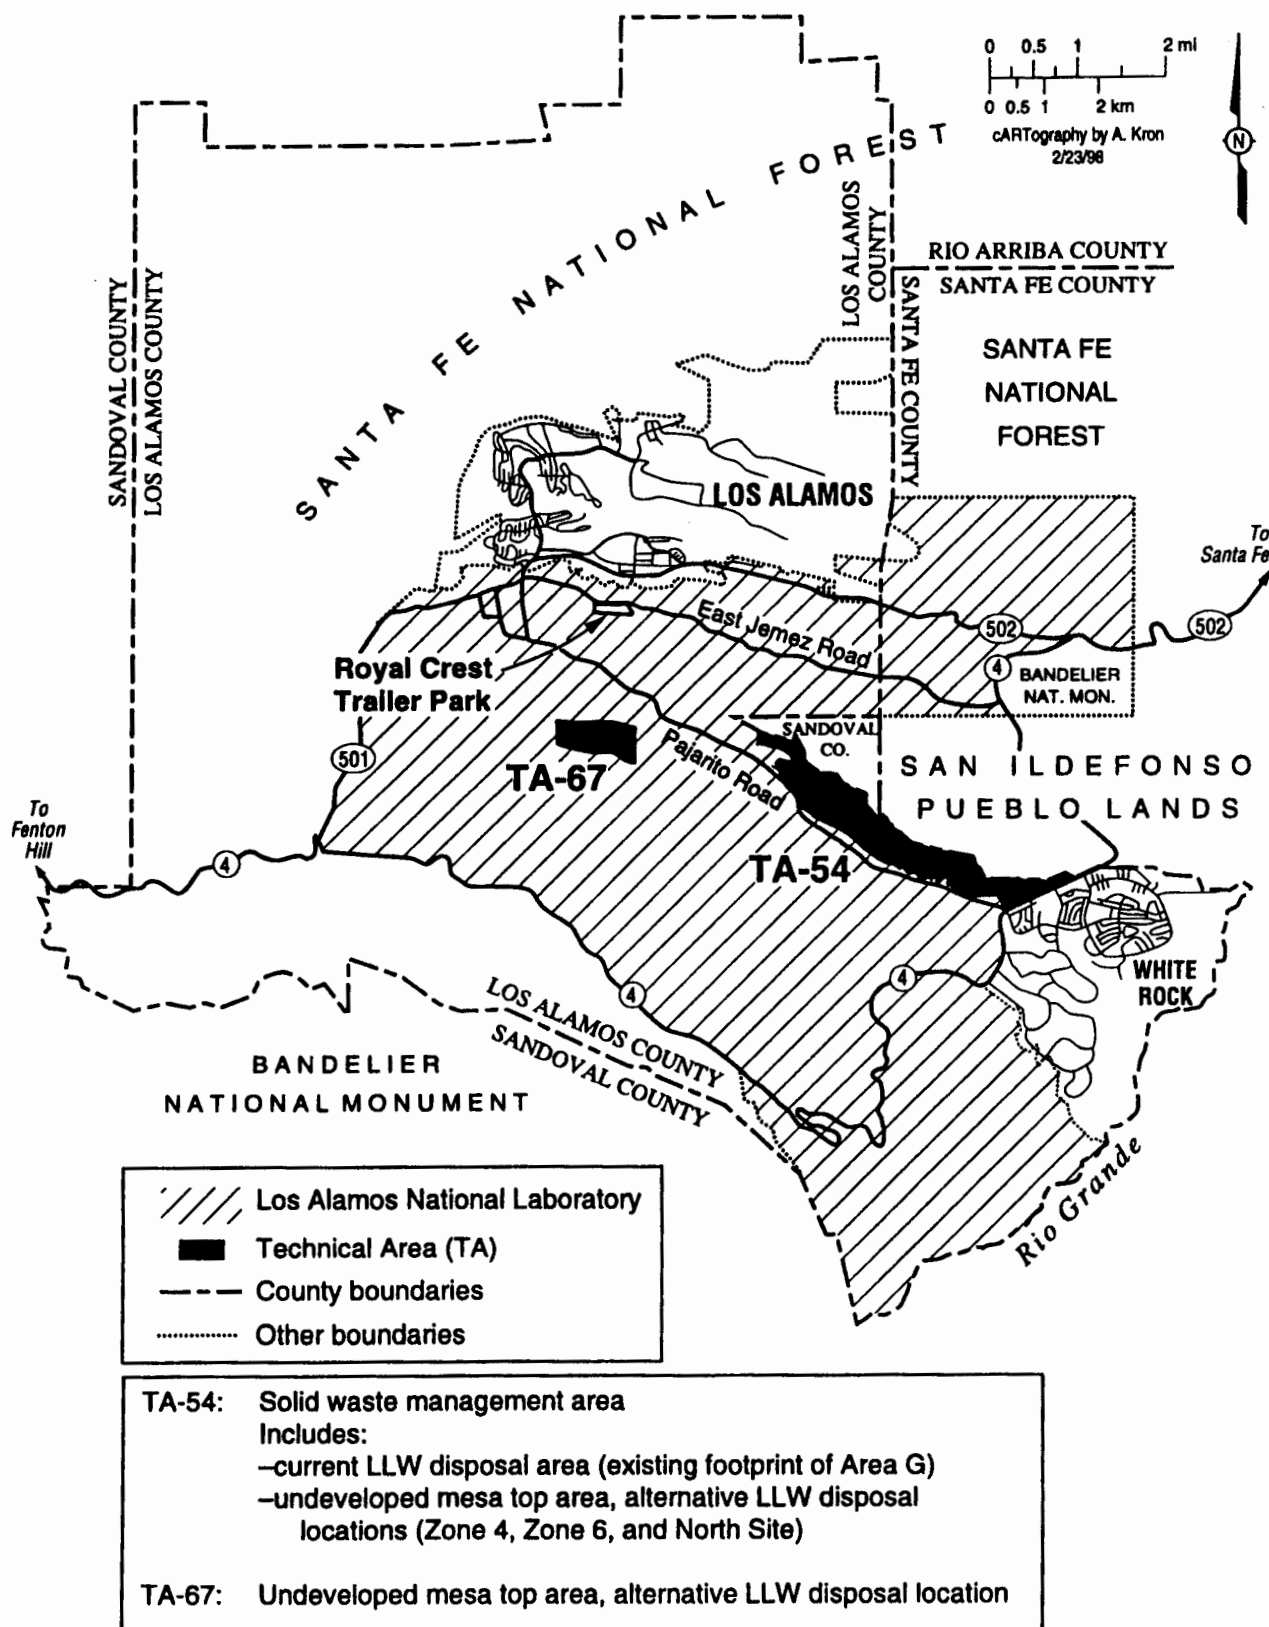 0 0.5 1 2 mi
0 0.5 1 2 km
cARTography by A. Kron
2/23/98
N
SANTA FE NATIONAL FOREST
LOS ALAMOS
COUNTY
RIO ARRIBA COUNTY
SANTA FE COUNTY
SANTA FE COUNTY
SANDOVAL COUNTY
LOS ALAMOS COUNTY
SANTA FE
NATIONAL
FOREST
LOS ALAMOS
To
Santa Fe
East Jemez Road
502
502
4
Royal Crest
Trailer Park
BANDELIER
NAT. MON.
501
TA-67
Pajarito Road
SANDOVAL
CO.
SAN ILDEFONSO
PUEBLO LANDS
To
Fenton
Hill
4
TA-54
4
4
WHITE
ROCK
LOS ALAMOS COUNTY
SANDOVAL COUNTY
BANDELIER
NATIONAL MONUMENT
Rio Grande
Los Alamos National Laboratory
Technical Area (TA)
County boundaries
Other boundaries
TA-54: Solid waste management area
Includes:
–current LLW disposal area (existing footprint of Area G)
–undeveloped mesa top area, alternative LLW disposal
locations (Zone 4, Zone 6, and North Site)
TA-67: Undeveloped mesa top area, alternative LLW disposal location